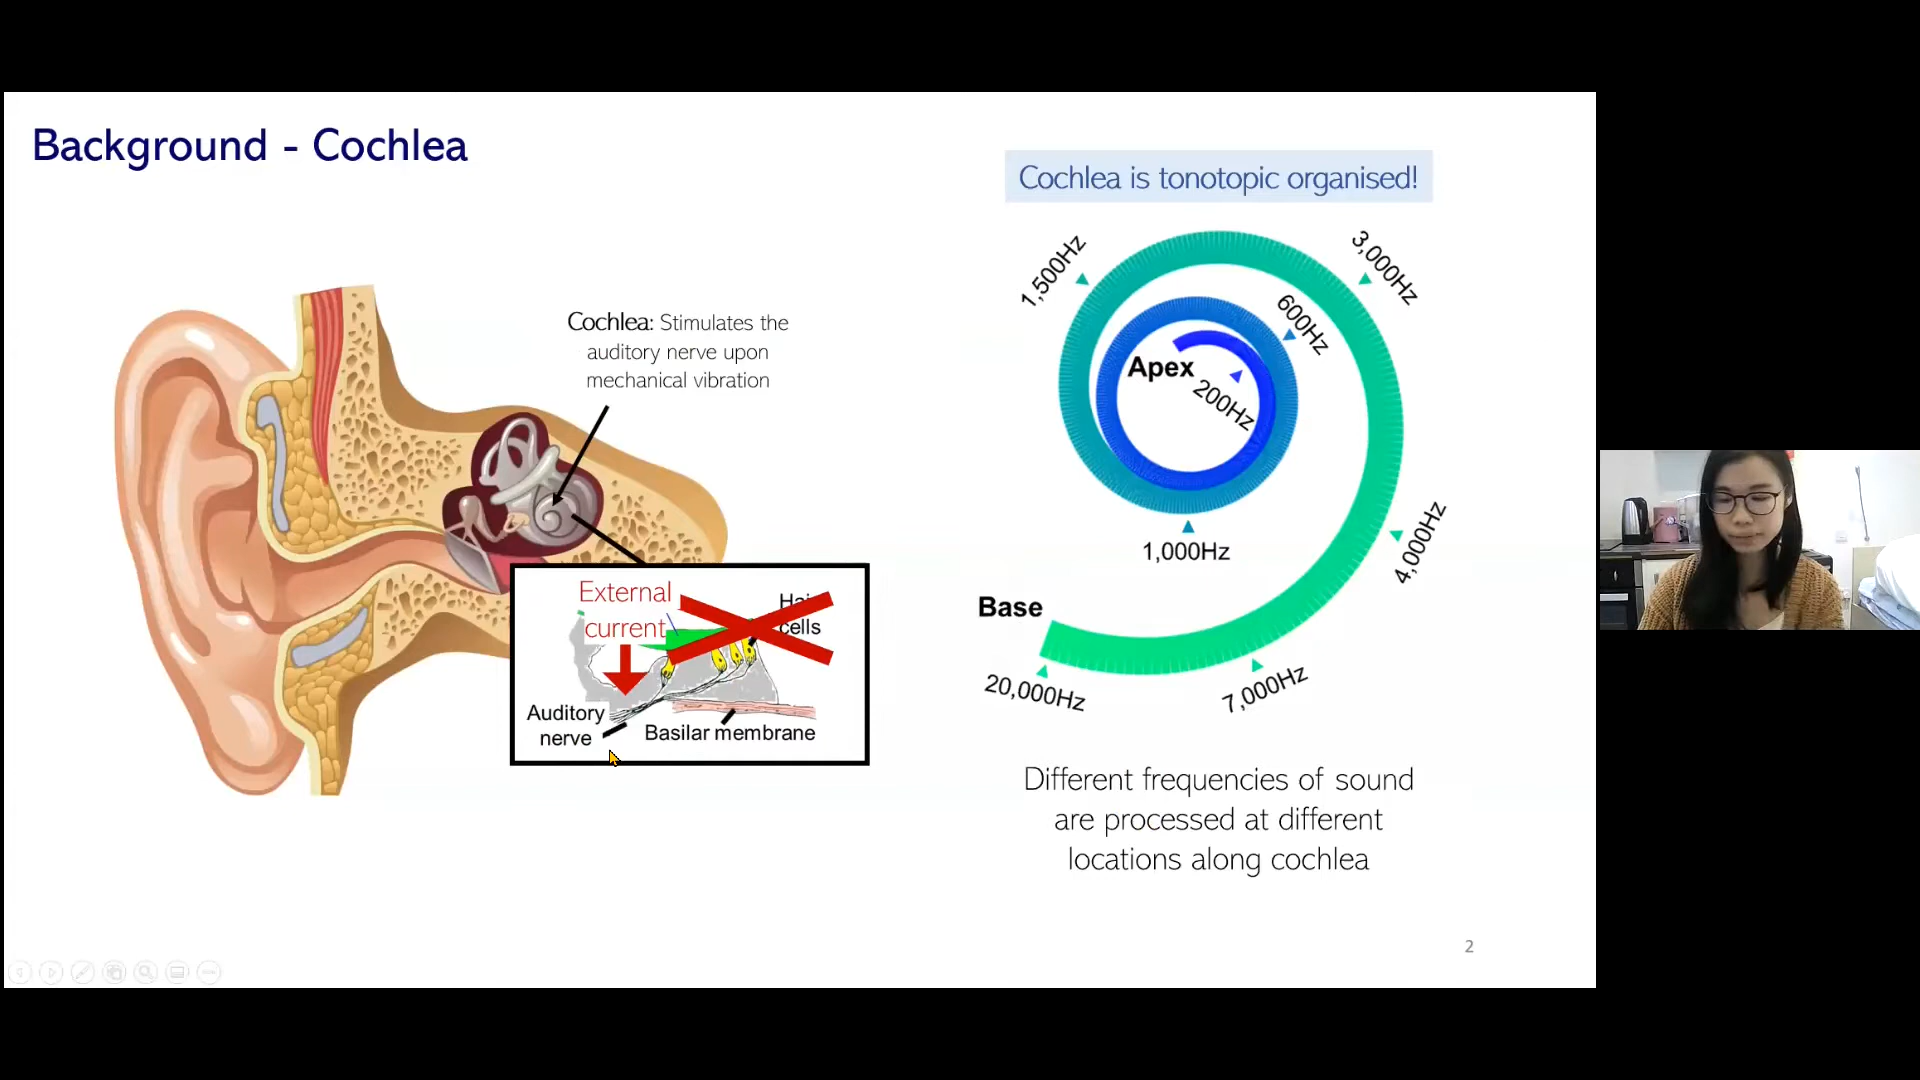 Background - Cochlea
Cochlea is tonotopic organised!
Cochlea: Stimulates the
auditory nerve upon
mechanical vibration
External
current
cells
Auditory
nerve
Basilar membrane
1,500Hz
3,000Hz
600Hz
Apex
200Hz
1,000Hz
4,000Hz
Base
20,000Hz
7,000Hz
Different frequencies of sound
are processed at different
locations along cochlea
2